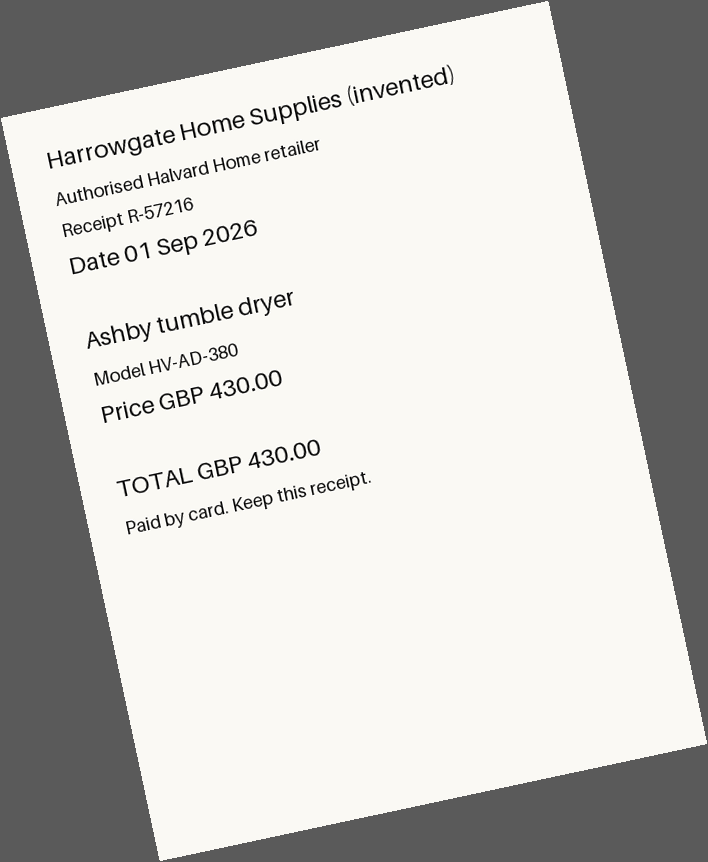 Harrowgate Home Supplies (invented)
Authorised Halvard Home retailer
Receipt R-57216
Date 01 Sep 2026
Ashby tumble dryer
Model HV-AD-380
Price GBP 430.00
TOTAL GBP 430.00
Paid by card. Keep this receipt.